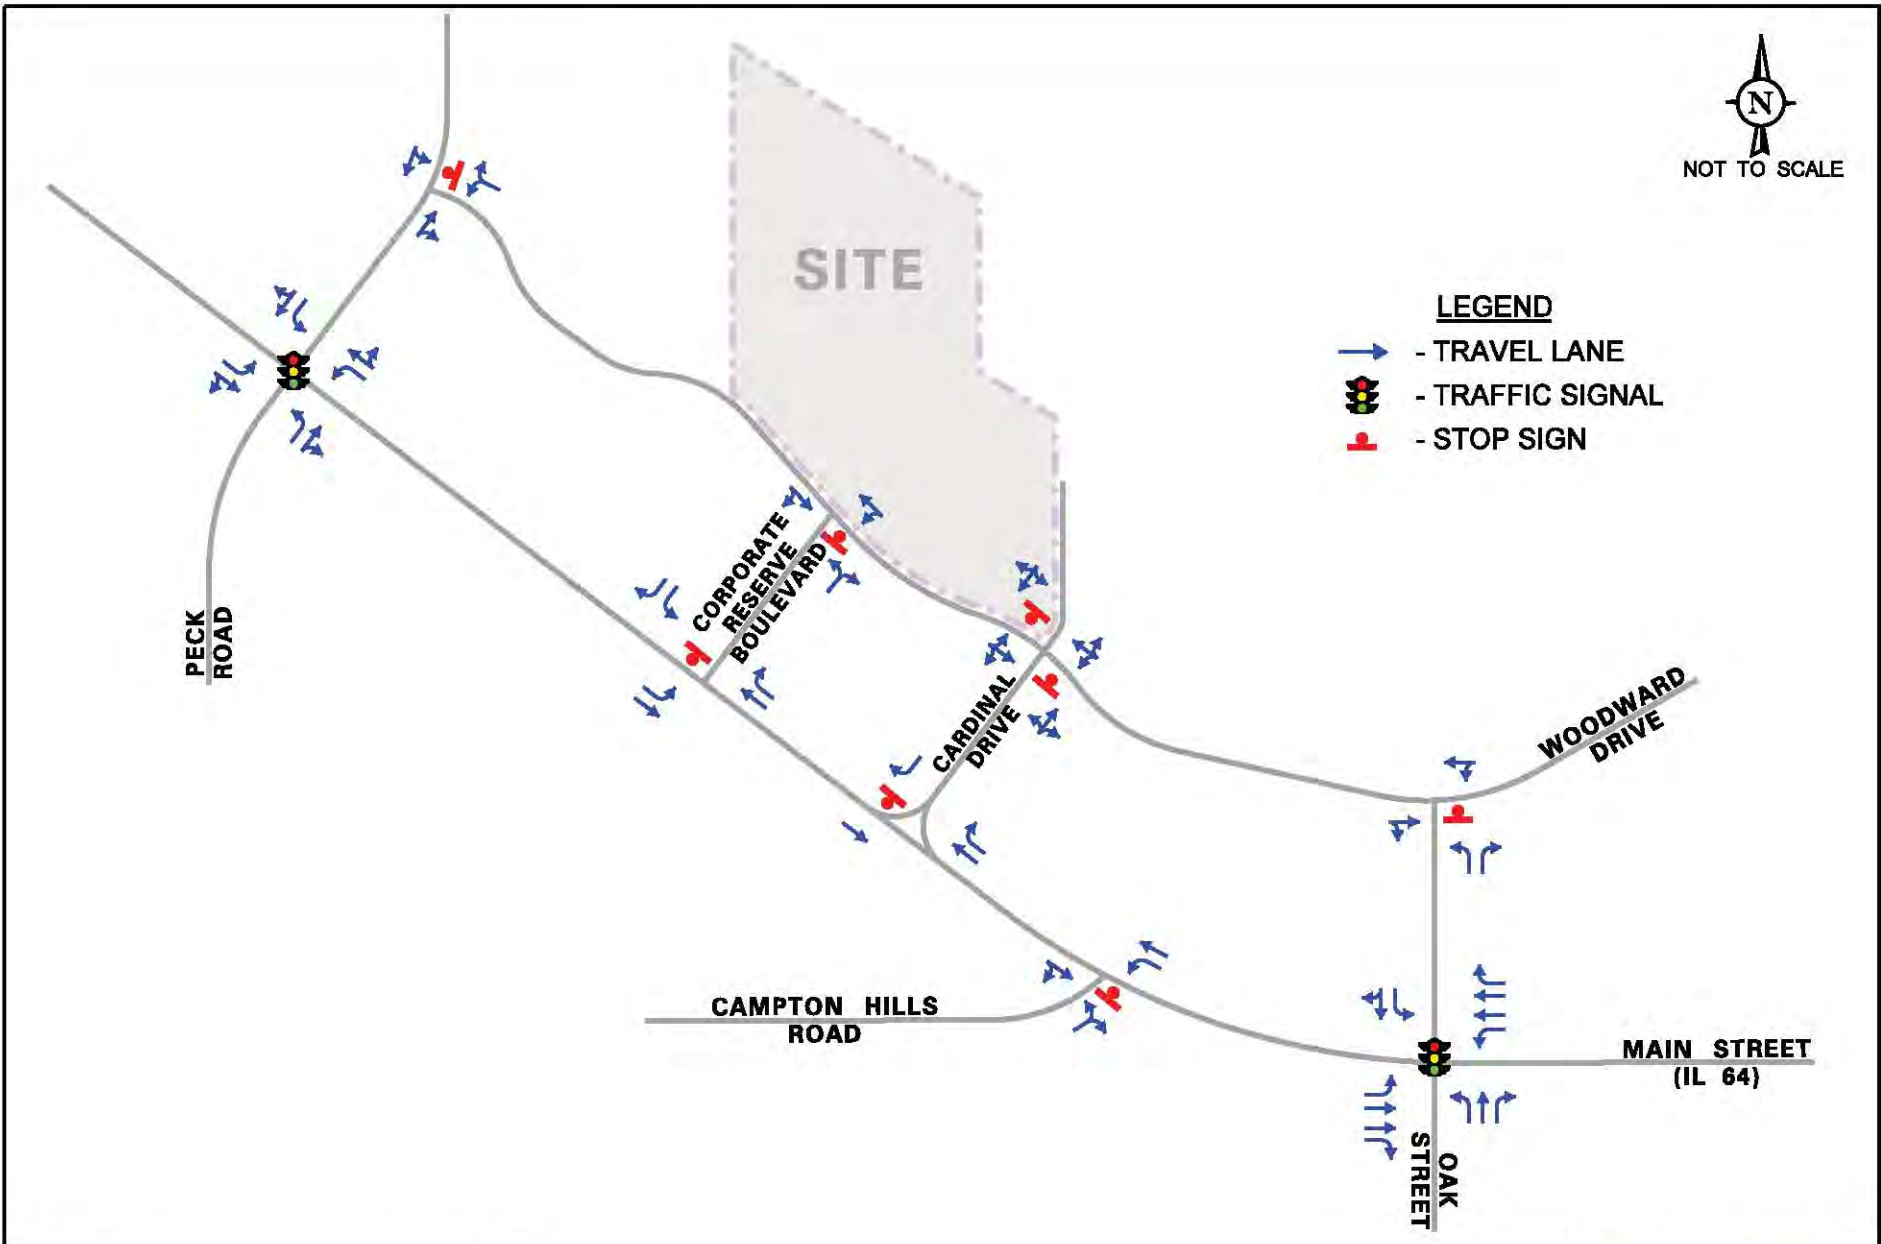 N
NOT TO SCALE
SITE
LEGEND
- TRAVEL LANE
- TRAFFIC SIGNAL
- STOP SIGN
CORPORATE
RESERVE
BOULEVARD
PECK
ROAD
CARDINAL
DRIVE
WOODWARD
DRIVE
CAMPTON HILLS
ROAD
MAIN STREET
(IL 64)
OAK
STREET